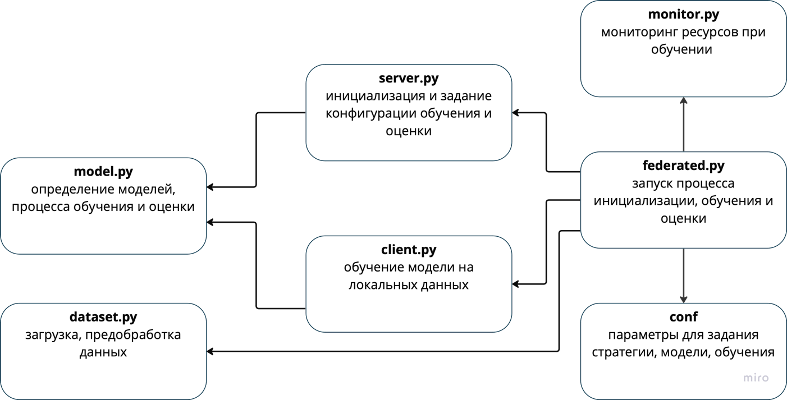 monitor.py
мониторинг ресурсов при
обучении
server.py
инициализация и задание
конфигурации обучения и
оценки
federated.py
запуск процесса
инициализации, обучения и
оценки
model.py
определение моделей,
процесса обучения и оценки
client.py
обучение модели на
локальных данных
dataset.py
загрузка, предобработка
данных
conf
параметры для задания
стратегии, модели, обучения
miro